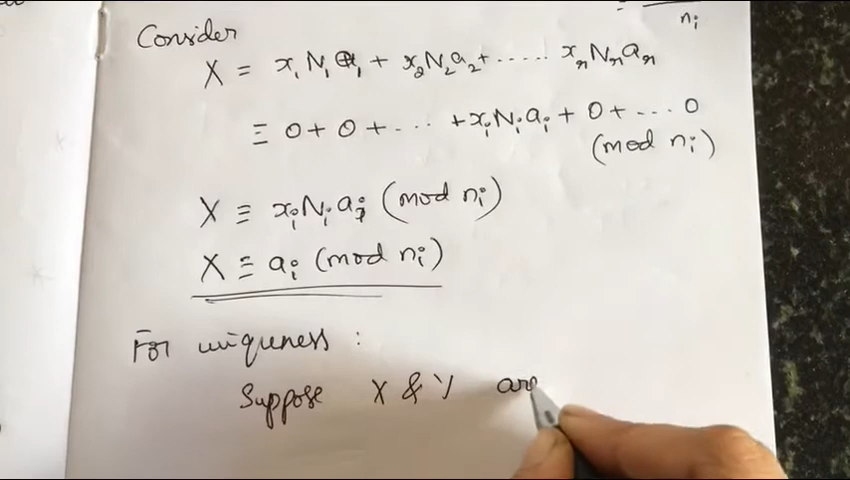 n₁
Consider
X = x₁N₁a₁ + x₂N₂a₂ + ..... xₙNₙaₙ
≡ 0 + 0 + .... + xᵢNᵢaᵢ + 0 + ... 0
(mod nᵢ)
X ≡ xᵢNᵢaᵢ (mod nᵢ)
X ≡ aᵢ (mod nᵢ)
For uniqueness :
Suppose X & Y are